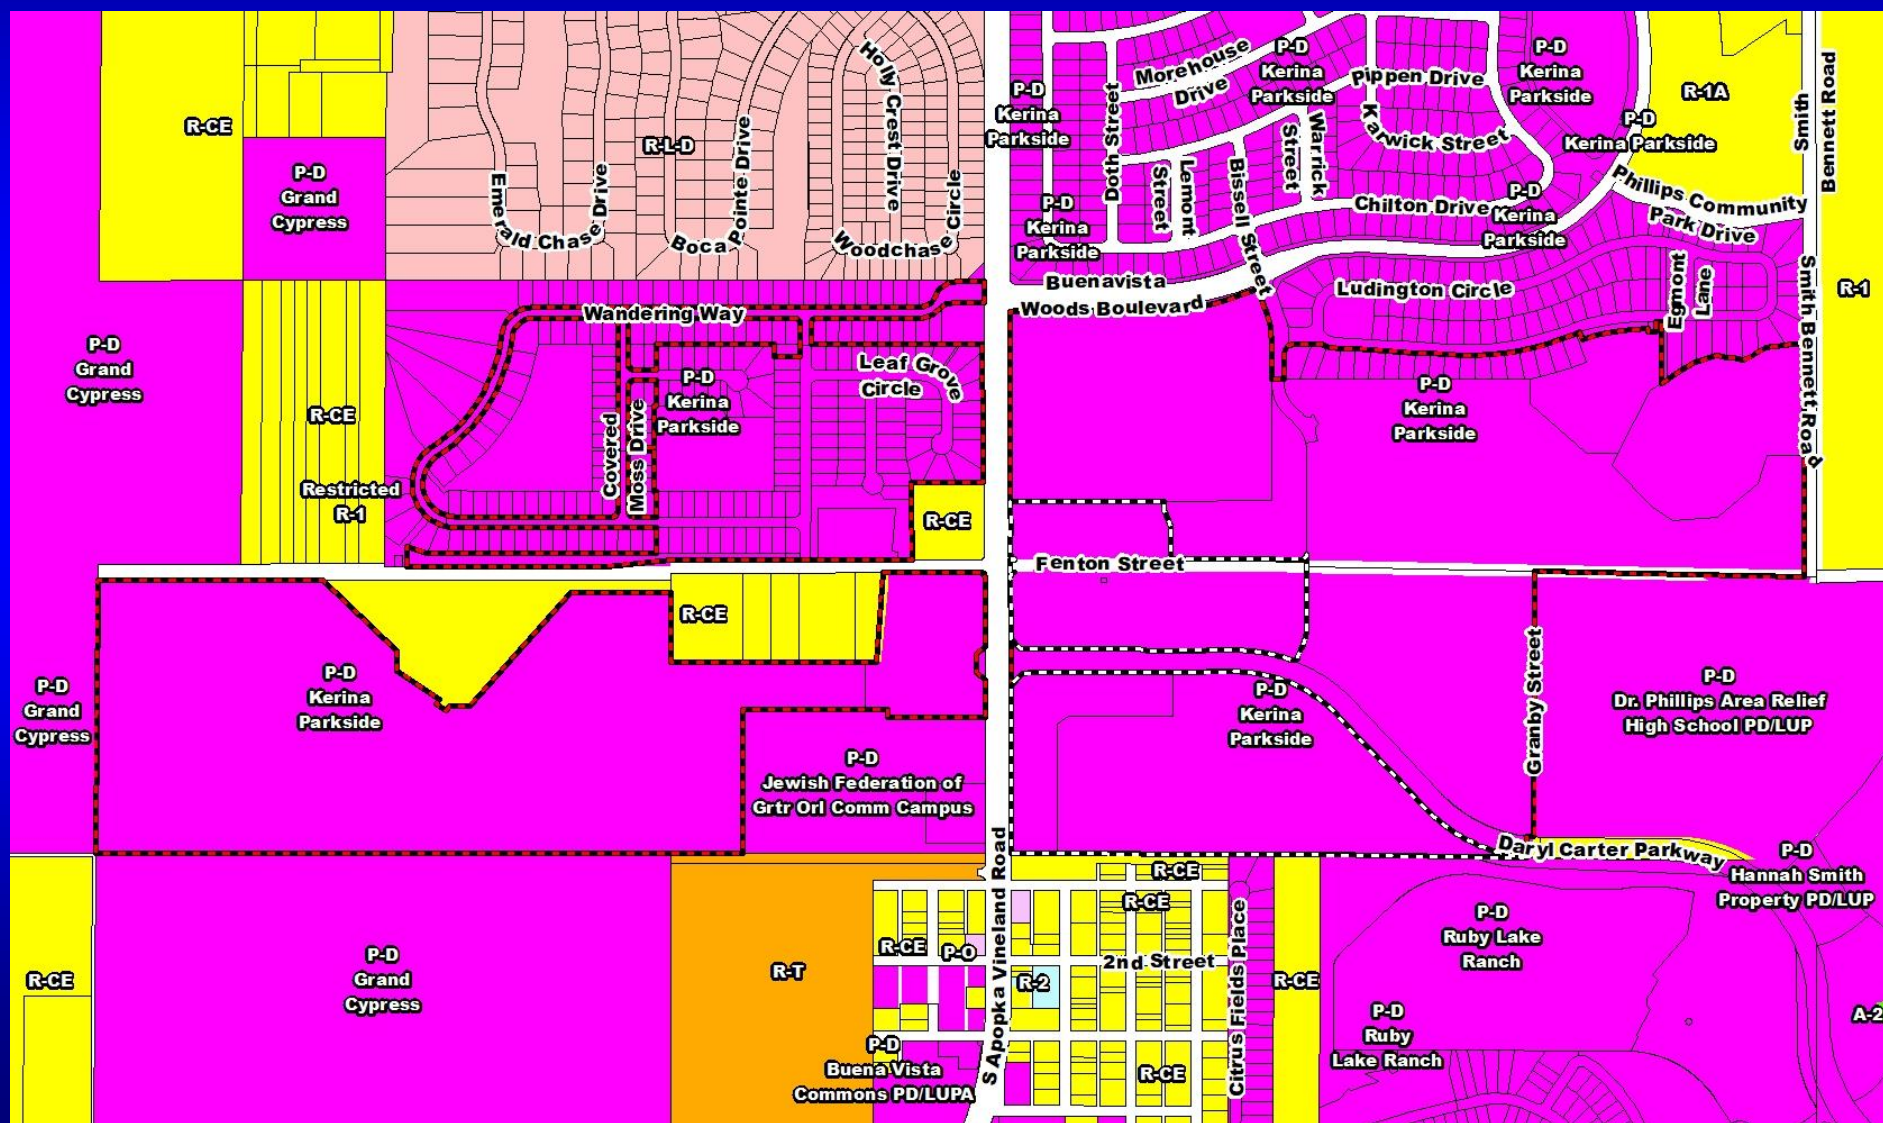 R-CE
P-D
Grand
Cypress
R-L-D
Emerald Chase Drive
Boca Pointe Drive
Holly Crest Drive
Woodchase Circle
P-D
Kerina
Parkside
P-D
Kerina
Parkside
Doth Street
Morehouse
Drive
P-D
Kerina
Parkside
Pippen Drive
P-D
Kerina
Parkside
R-1A
Smith
Bennett Road
Karwick Street
P-D
Kerina Parkside
Warrick
Street
Lemont
Street
Bissell Street
Chilton Drive
P-D
Kerina
Parkside
Phillips Community
Park Drive
Buenavista
Woods Boulevard
Ludington Circle
Egmont
Lane
Smith Bennett Road
R-1
P-D
Grand
Cypress
R-CE
Restricted
R-1
Wandering Way
Covered
Moss Drive
P-D
Kerina
Parkside
Leaf Grove
Circle
R-CE
P-D
Kerina
Parkside
Fenton Street
R-CE
P-D
Grand
Cypress
P-D
Kerina
Parkside
P-D
Jewish Federation of
Grtr Orl Comm Campus
P-D
Kerina
Parkside
Granby Street
P-D
Dr. Phillips Area Relief
High School PD/LUP
Daryl Carter Parkway
P-D
Hannah Smith
Property PD/LUP
R-CE
P-D
Grand
Cypress
R-T
R-CE
P-O
S Apopka Vineland Road
R-CE
R-CE
2nd Street
R-2
Citrus Fields Place
R-CE
P-D
Ruby Lake
Ranch
P-D
Ruby
Lake Ranch
A-2
P-D
Buena Vista
Commons PD/LUPA
R-CE